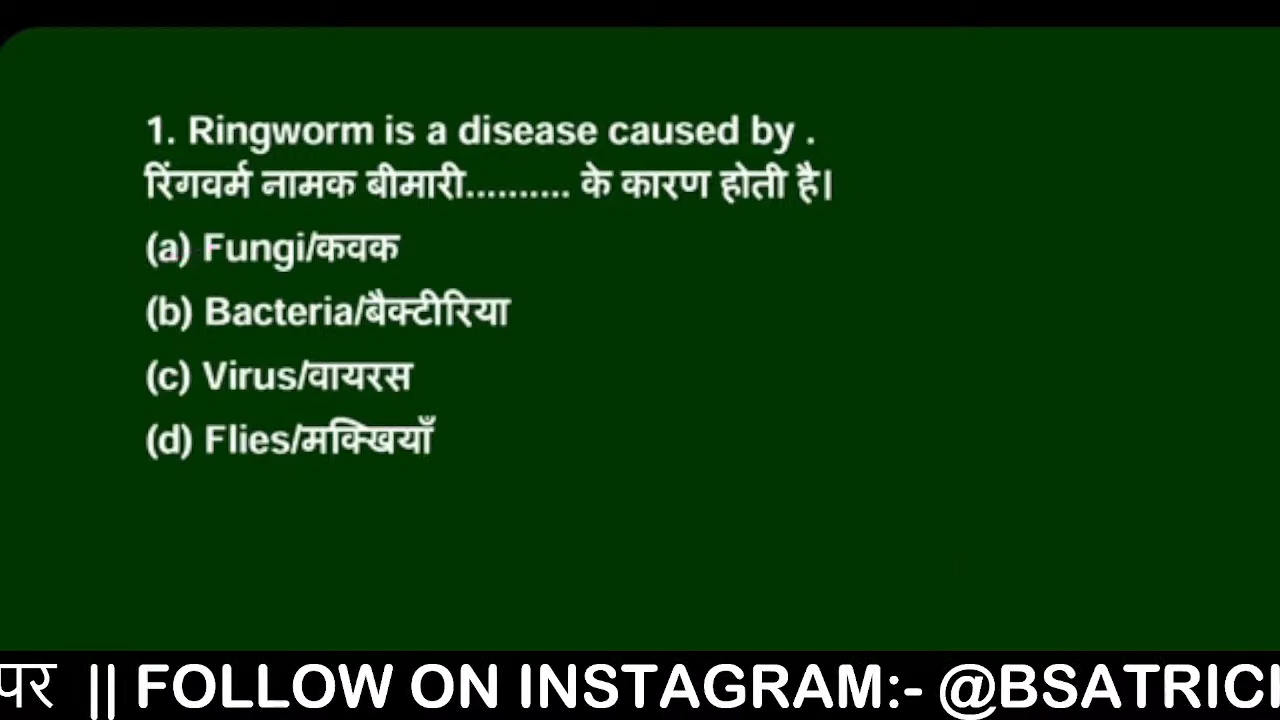 1. Ringworm is a disease caused by .
रिंगवर्म नामक बीमारी.......... के कारण होती है।
(a) Fungi/कवक
(b) Bacteria/बैक्टीरिया
(c) Virus/वायरस
(d) Flies/मक्खियाँ
पर || FOLLOW ON INSTAGRAM:- @BSATRIC